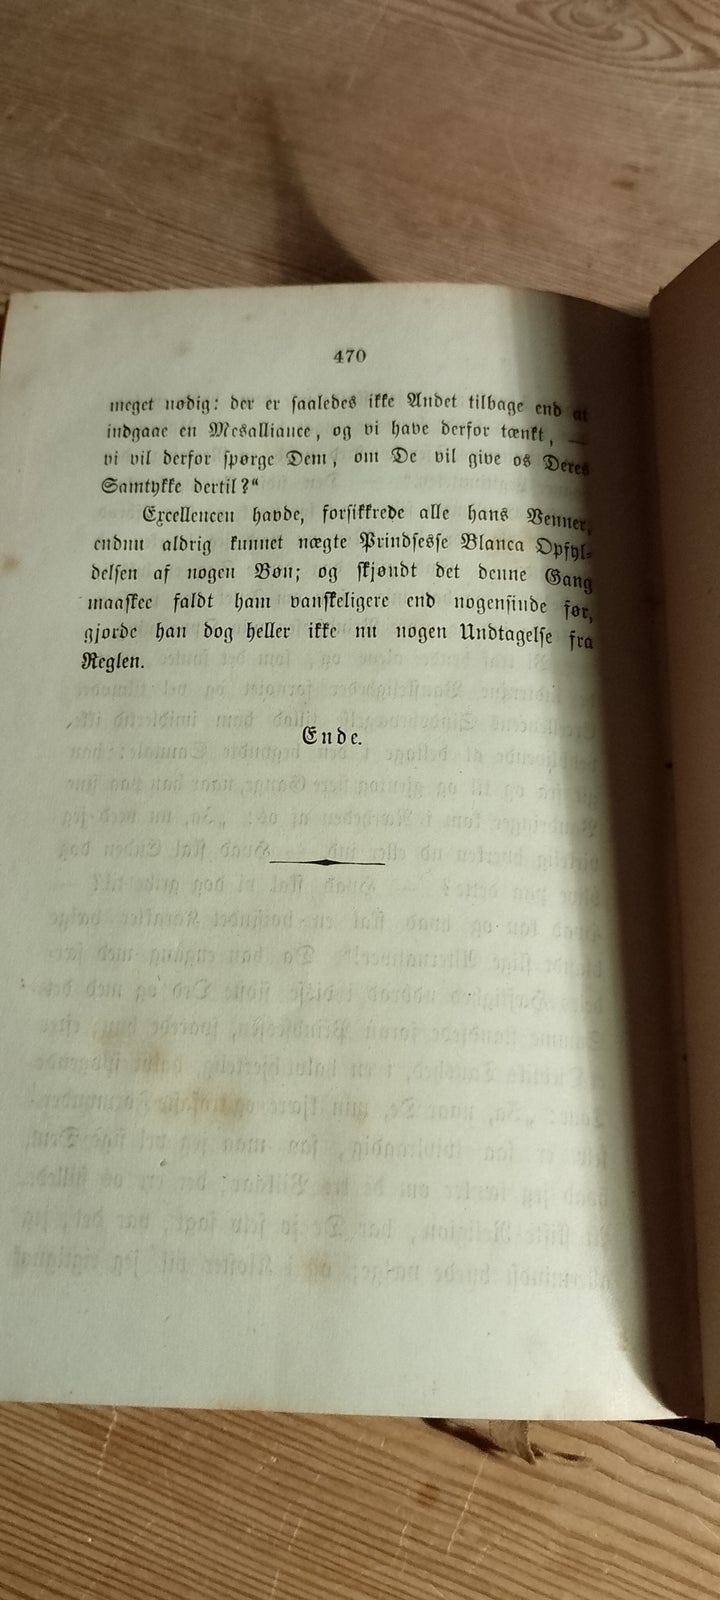 470
meget nødig: der er saaledes ikke Andet tilbage end at
indgaae en Mesalliance, og vi have derfor tænkt, —
vi vil derfor spørge Dem, om De vil give os Deres
Samtykke dertil?“
Excellencen havde, forsikkrede alle hans Venner,
endnu aldrig kunnet nægte Prindsesse Blanca Opfyl-
delsen af nogen Bøn; og skjøndt det denne Gang
maaskee faldt ham vanskeligere end nogensinde før,
gjorde han dog heller ikke nu nogen Undtagelse fra
Reglen.
Ende.